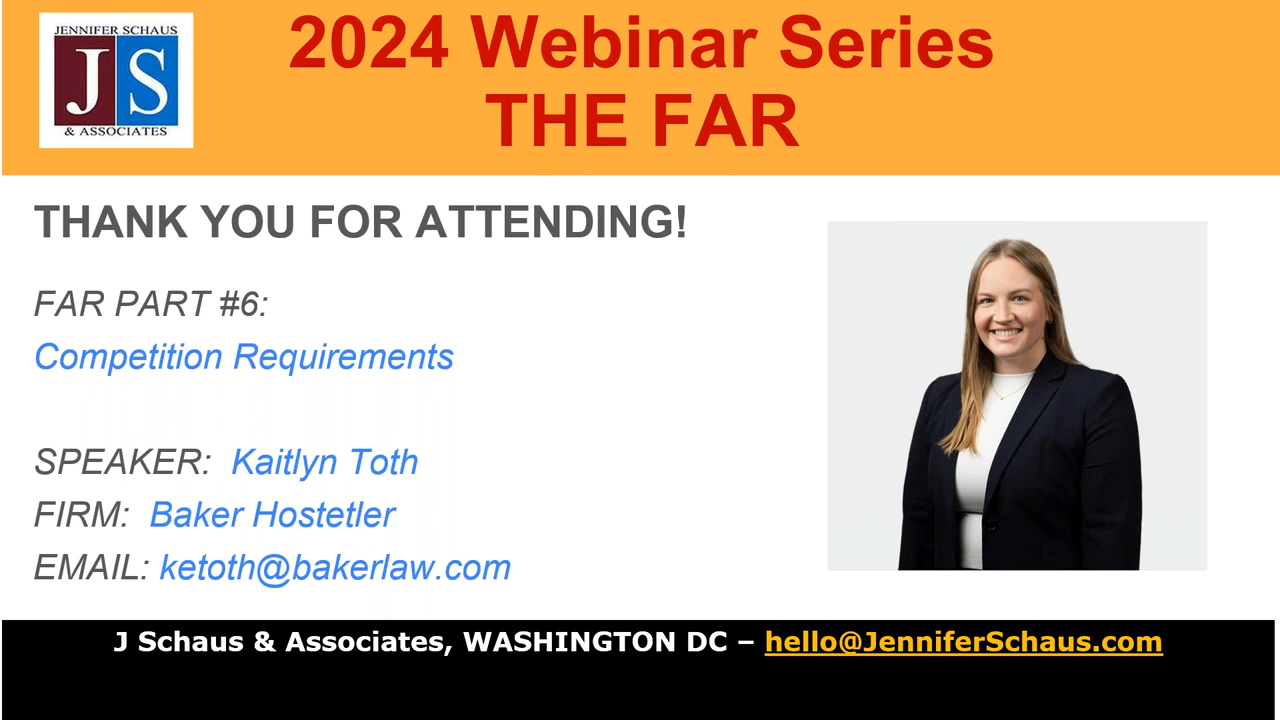 JENNIFER SCHAUS
JS
& ASSOCIATES
2024 Webinar Series
THE FAR
THANK YOU FOR ATTENDING!
FAR PART #6:
Competition Requirements
SPEAKER: Kaitlyn Toth
FIRM: Baker Hostetler
EMAIL: ketoth@bakerlaw.com
J Schaus & Associates, WASHINGTON DC – hello@JenniferSchaus.com